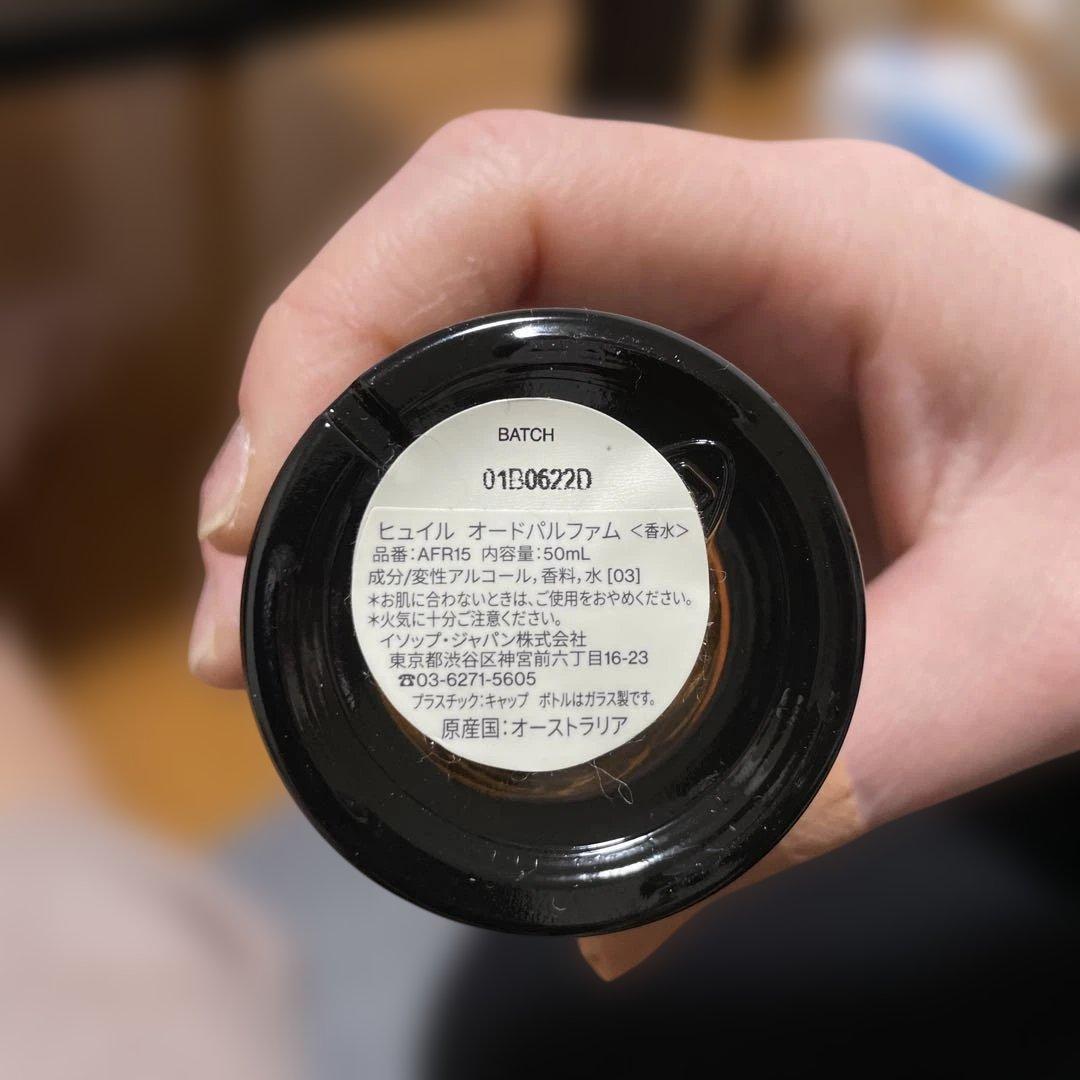 BATCH
01B0622D
ヒュイル オードパルファム <香水>
品番:AFR15 内容量:50mL
成分/変性アルコール,香料,水 [03]
*お肌に合わないときは、ご使用をおやめください。
*火気に十分ご注意ください。
イソップ・ジャパン株式会社
東京都渋谷区神宮前六丁目16-23
☎03-6271-5605
プラスチック:キャップ ボトルはガラス製です。
原産国:オーストラリア